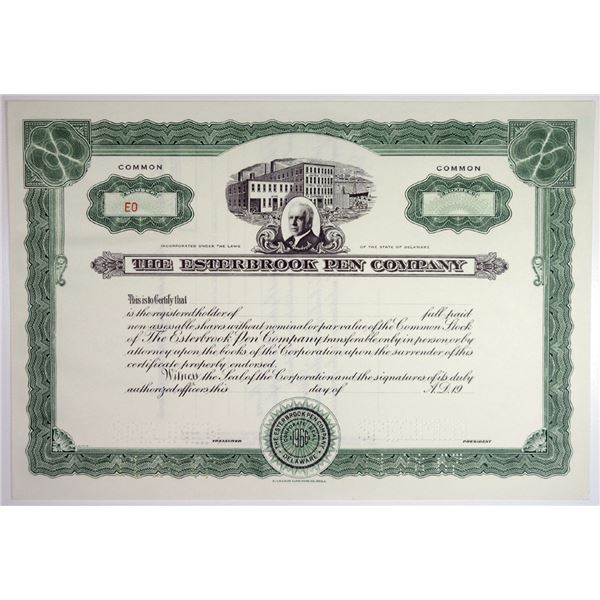 COMMON
COMMON
EO
INCORPORATED UNDER THE LAWS
OF THE STATE OF DELAWARE
THE ESTERBROOK PEN COMPANY
This is to Certify that
is the registered holder of full paid
non-assessable shares without nominal or par value of the Common Stock
of The Esterbrook Pen Company transferable only in person or by
attorney upon the books of the Corporation upon the surrender of this
certificate properly endorsed.
Witness the Seal of the Corporation and the signatures of its duly
authorized officers this day of A.D. 19
TREASURER
PRESIDENT
THE ESTERBROOK PEN COMPANY
CORPORATE SEAL
1966
DELAWARE